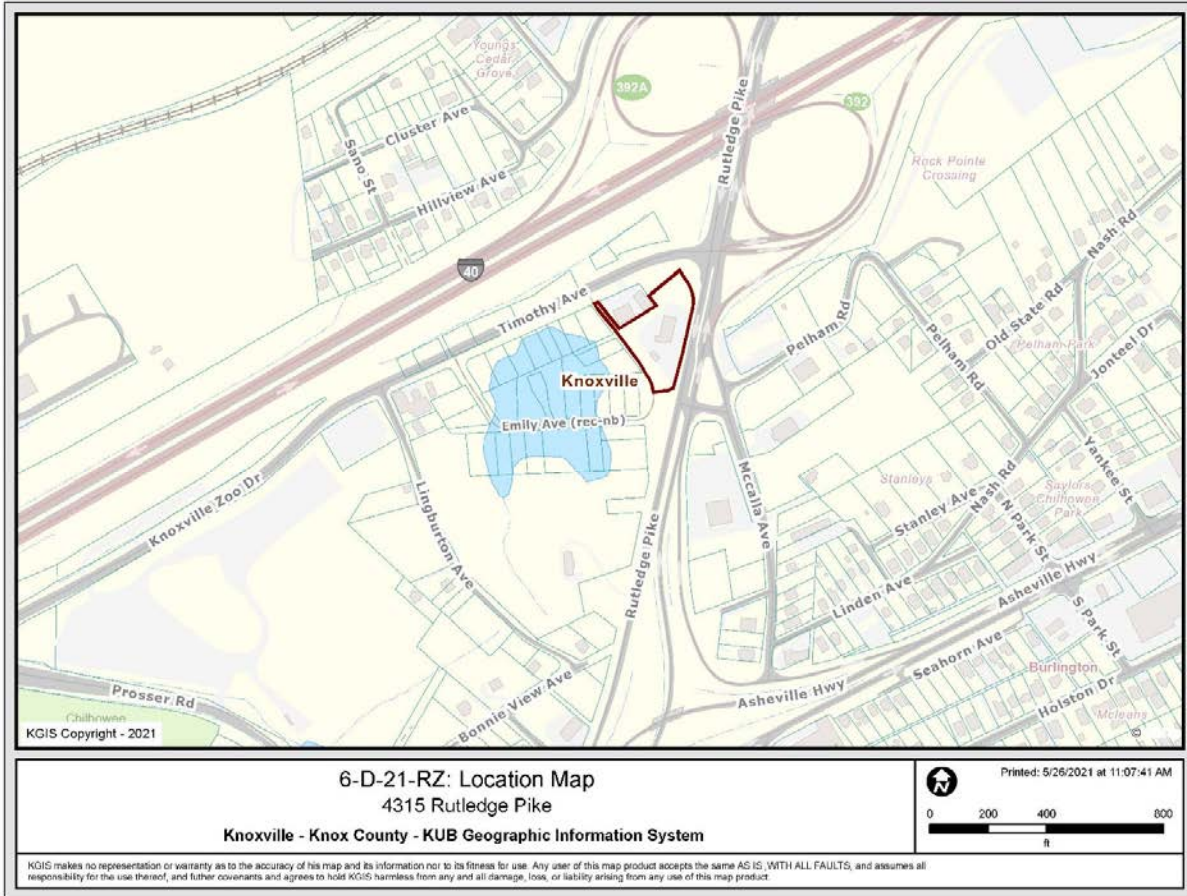 Youngs
Cedar
Grove
392A
392
Cluster Ave
Sano St
Hillview Ave
Rutledge Pike
Rock Pointe
Crossing
40
Timothy Ave
Pelham Rd
Nash Rd
Old State Rd
Pelham Park
Pelham Rd
Jonteel Dr
Knoxville
Emily Ave (rec-nb)
Knoxville Zoo Dr
Lingburton Ave
Mccalla Ave
Stanleys
Stanley Ave
Nash Rd
N Park St
Saylors
Chilhowee
Park
Yankee St
Rutledge Pike
Linden Ave
Asheville Hwy
Seahorn Ave
S Park St
Burlington
Prosser Rd
Bonnie View Ave
Asheville Hwy
Holston Dr
Mcleans
Chilhowee
KGIS Copyright - 2021
©
6-D-21-RZ: Location Map
4315 Rutledge Pike
Knoxville - Knox County - KUB Geographic Information System
N
Printed: 5/26/2021 at 11:07:41 AM
0 200 400 800
ft
KGIS makes no representation or warranty as to the accuracy of his map and its information nor to its fitness for use. Any user of this map product accepts the same AS IS ,WITH ALL FAULTS, and assumes all
responsibility for the use thereof, and futher covenants and agrees to hold KGIS harmless from any and all damage, loss, or liability arising from any use of this map product.